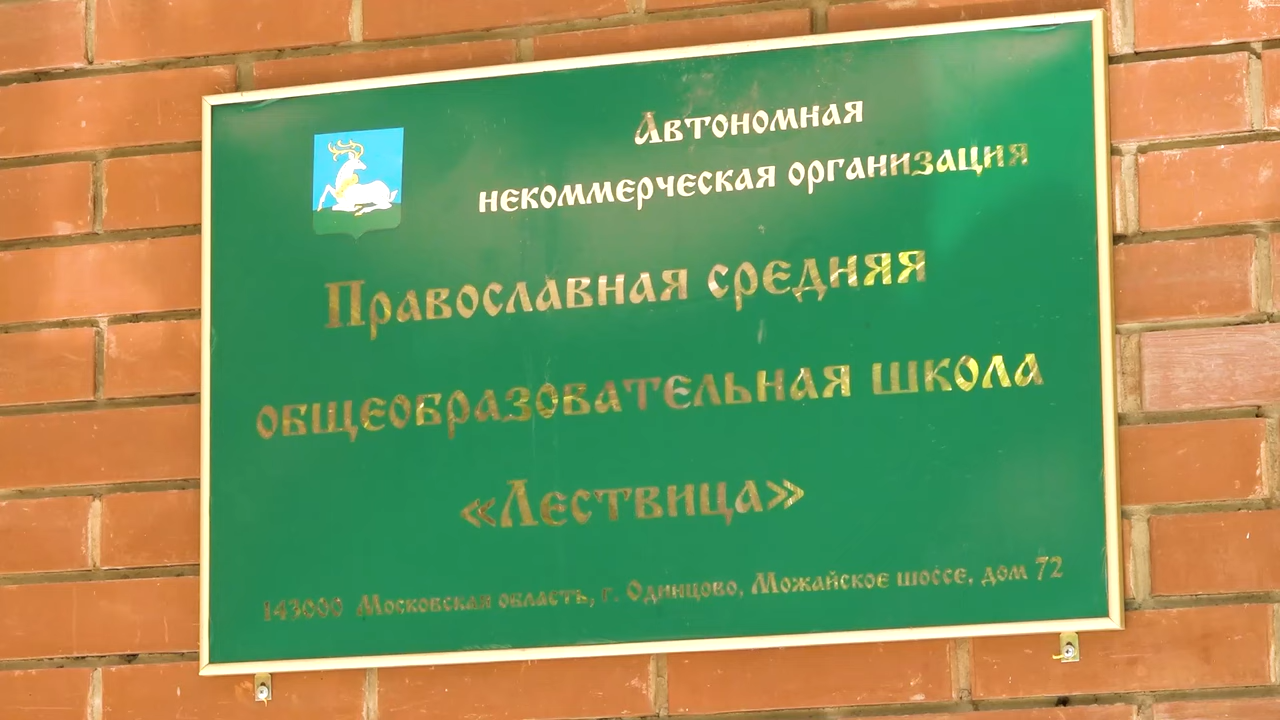 Автономная
некоммерческая организация
Православная средняя
общеобразовательная школа
«Лествица»
143000 Московская область, г. Одинцово, Можайское шоссе, дом 72